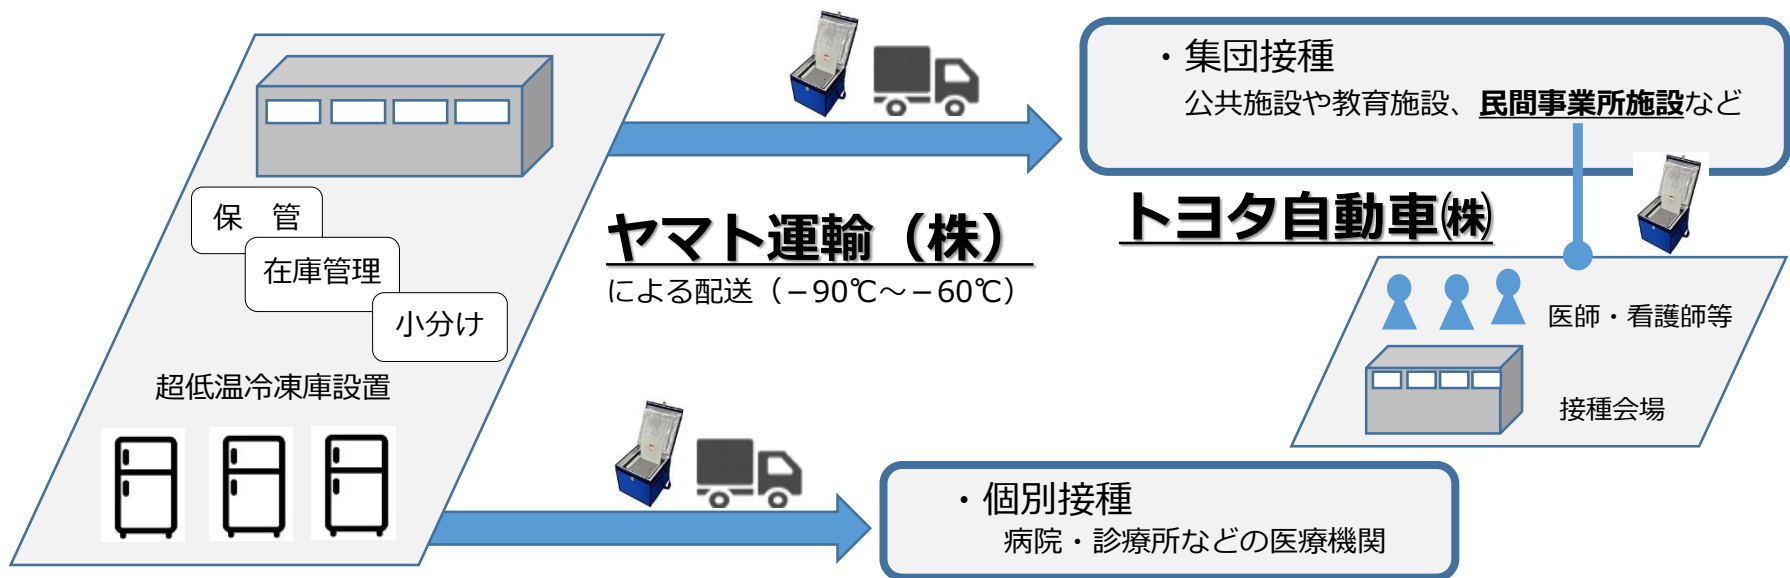 保　管
在庫管理
小分け
超低温冷凍庫設置
ヤマト運輸（株）
による配送（－90℃～－60℃）
・集団接種
公共施設や教育施設、民間事業所施設など
トヨタ自動車㈱
医師・看護師等
接種会場
・個別接種
病院・診療所などの医療機関